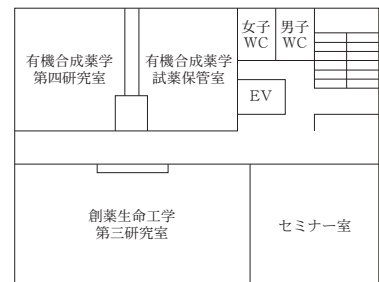 有機合成薬学
第四研究室
有機合成薬学
試薬保管室
女子
WC
男子
WC
EV
創薬生命工学
第三研究室
セミナー室